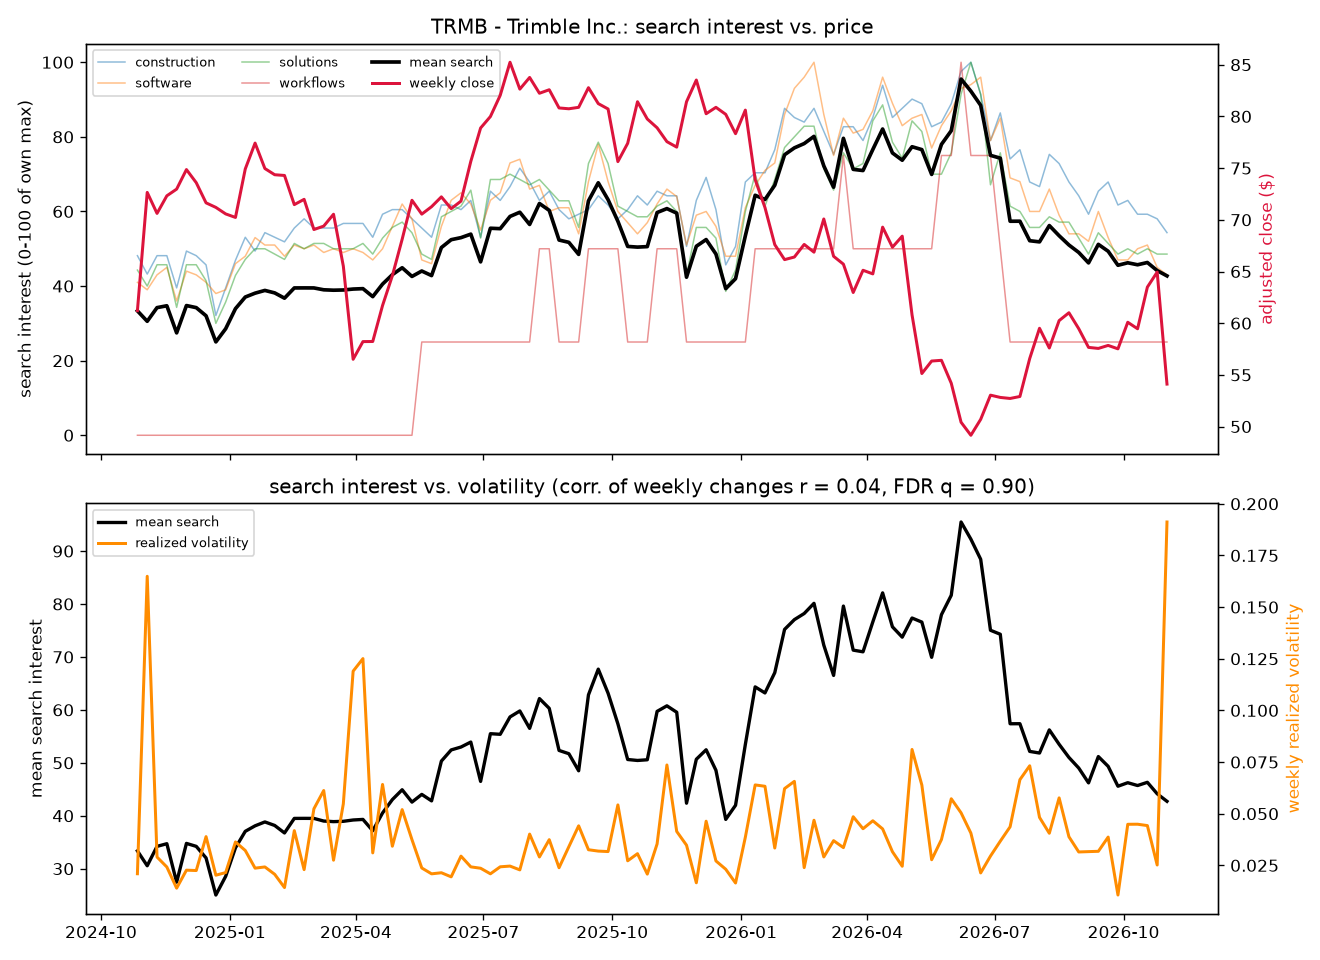 TRMB - Trimble Inc.: search interest vs. price
construction
software
solutions
workflows
mean search
weekly close
search interest (0-100 of own max)
100
80
60
40
20
0
adjusted close ($)
85
80
75
70
65
60
55
50
search interest vs. volatility (corr. of weekly changes r = 0.04, FDR q = 0.90)
mean search
realized volatility
mean search interest
90
80
70
60
50
40
30
weekly realized volatility
0.200
0.175
0.150
0.125
0.100
0.075
0.050
0.025
2024-10
2025-01
2025-04
2025-07
2025-10
2026-01
2026-04
2026-07
2026-10